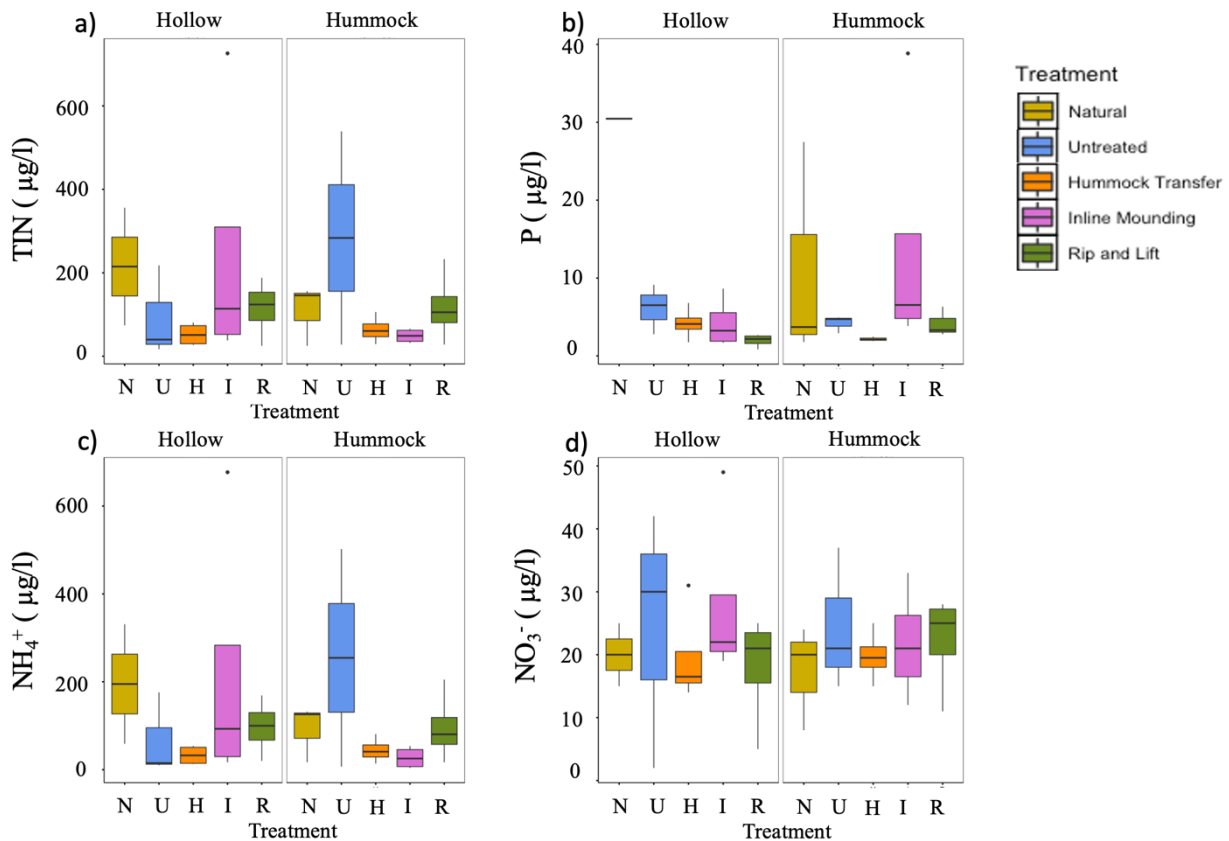 a)
Hollow
Hummock
TIN ( µg/l)
600
400
200
0
N U H I R N U H I R
Treatment
b)
Hollow
Hummock
P ( µg/l)
40
30
20
10
0
N U H I R N U H I R
Treatment
Treatment
Natural
Untreated
Hummock Transfer
Inline Mounding
Rip and Lift
c)
Hollow
Hummock
NH₄⁺ ( µg/l)
600
400
200
0
N U H I R N U H I R
Treatment
d)
Hollow
Hummock
NO₃⁻ ( µg/l)
50
40
30
20
10
0
N U H I R N U H I R
Treatment